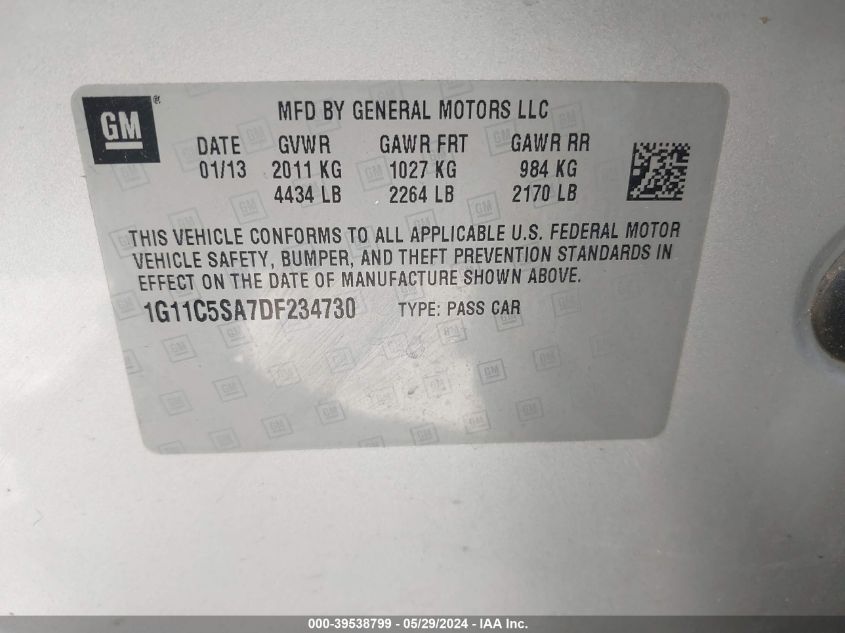 GM ® MFD BY GENERAL MOTORS LLC
DATE GVWR GAWR FRT GAWR RR
01/13 2011 KG 1027 KG 984 KG
4434 LB 2264 LB 2170 LB
THIS VEHICLE CONFORMS TO ALL APPLICABLE U.S. FEDERAL MOTOR
VEHICLE SAFETY, BUMPER, AND THEFT PREVENTION STANDARDS IN
EFFECT ON THE DATE OF MANUFACTURE SHOWN ABOVE.
1G11C5SA7DF234730 TYPE: PASS CAR
000-39538799 - 05/29/2024 - IAA Inc.